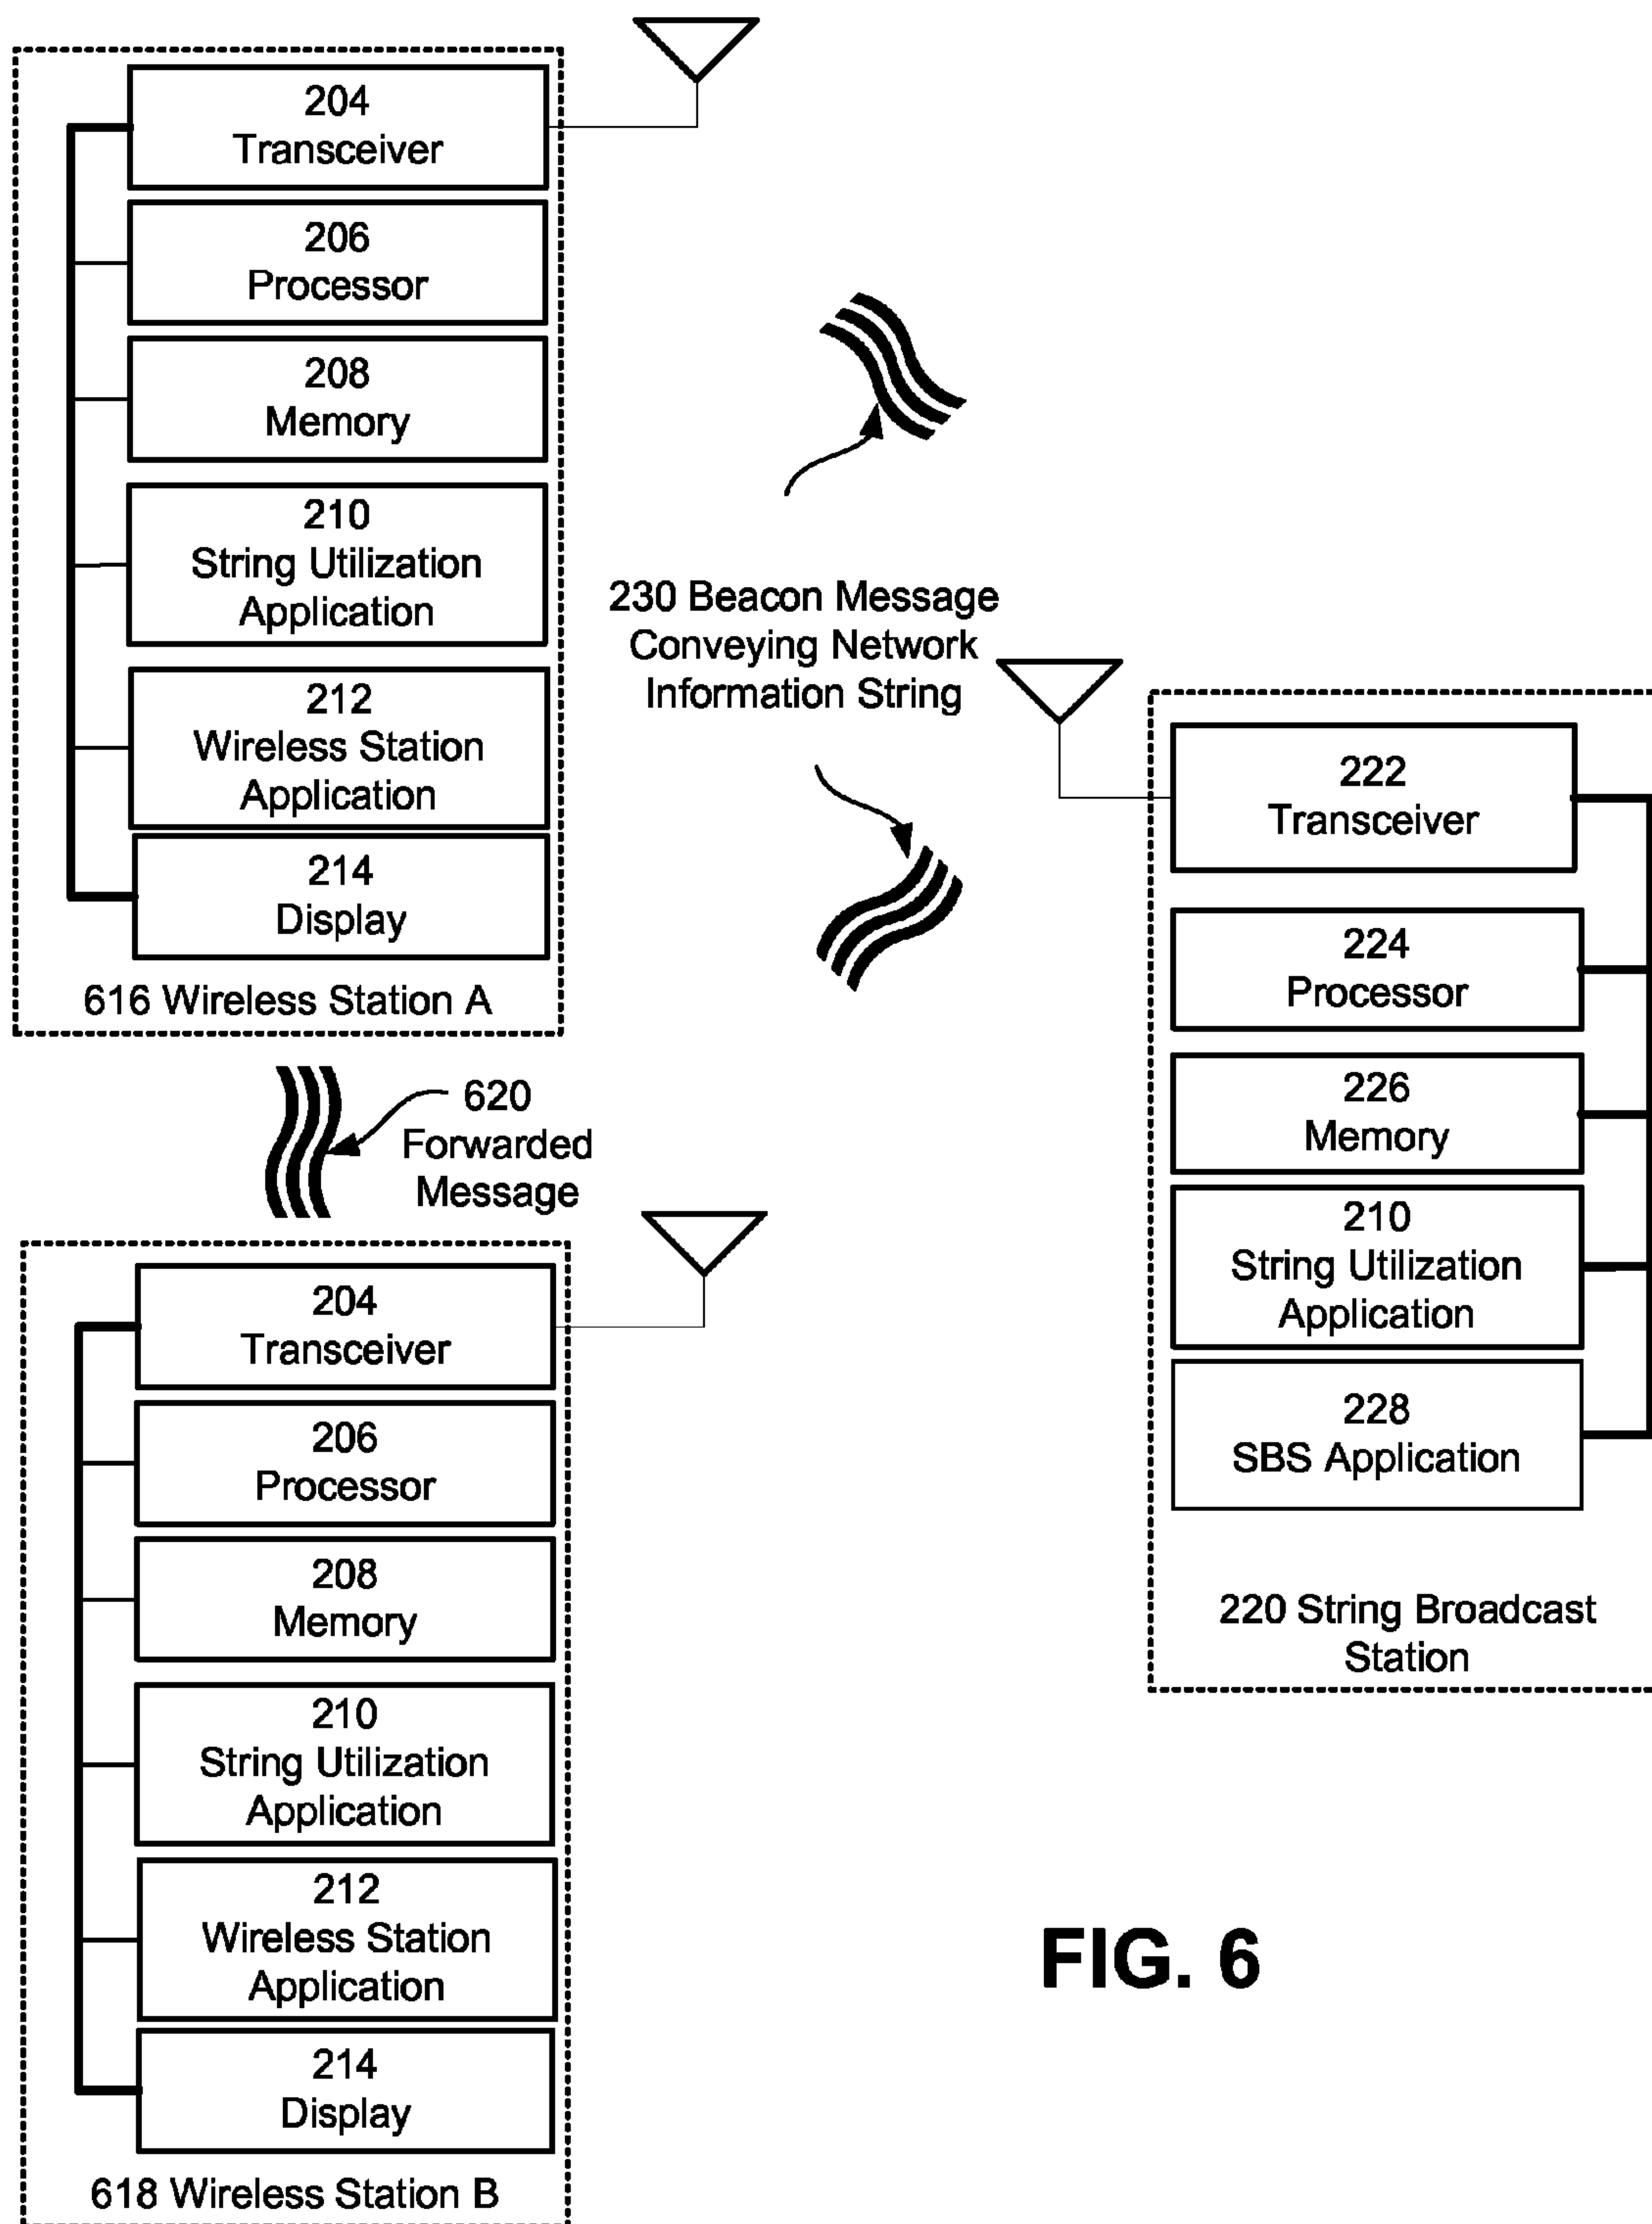 204
Transceiver
206
Processor
208
Memory
210
String Utilization
Application
212
Wireless Station
Application
214
Display
616 Wireless Station A
230 Beacon Message
Conveying Network
Information String
620
Forwarded
Message
222
Transceiver
224
Processor
226
Memory
210
String Utilization
Application
228
SBS Application
220 String Broadcast
Station
204
Transceiver
206
Processor
208
Memory
210
String Utilization
Application
212
Wireless Station
Application
214
Display
618 Wireless Station B
FIG. 6